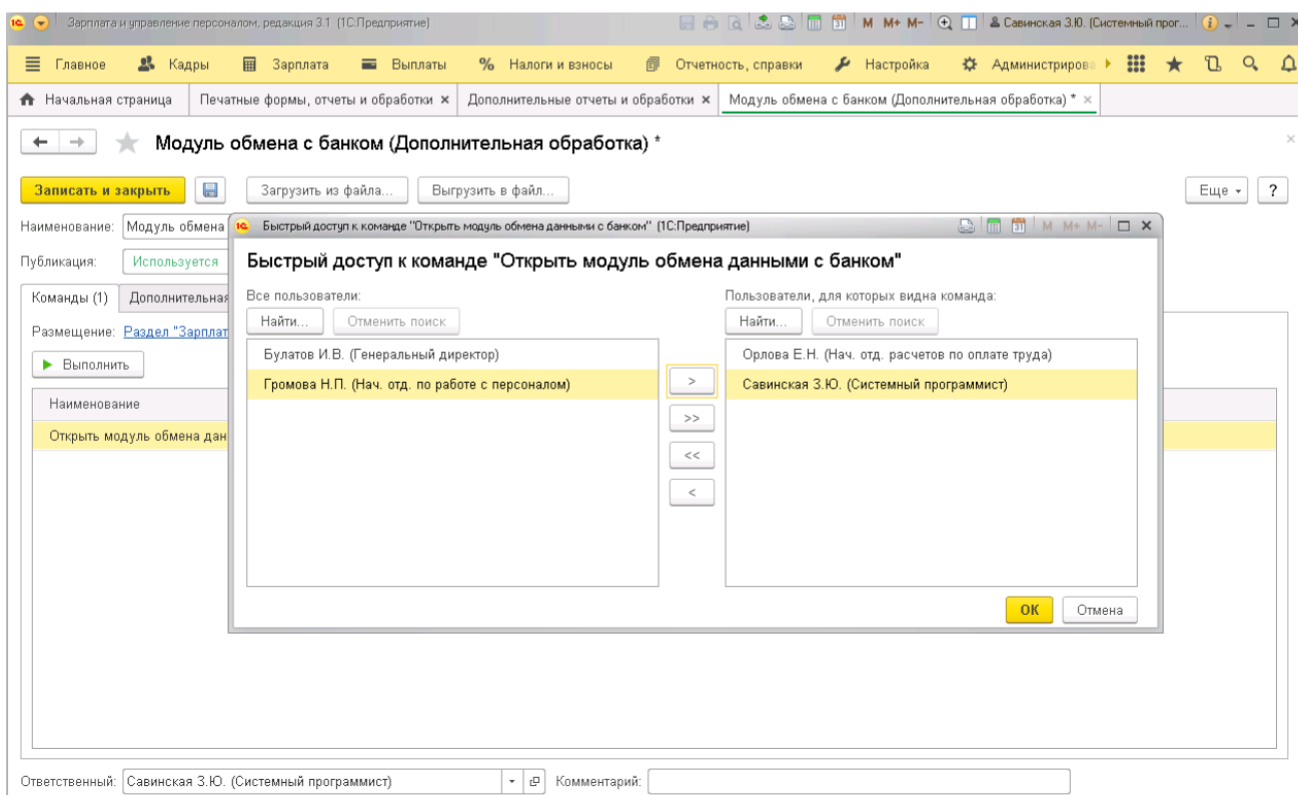 1С Зарплата и управление персоналом, редакция 3.1 (1С:Предприятие) 31 M M+ M- Савинская З.Ю. (Системный прог... i
Главное Кадры Зарплата Выплаты % Налоги и взносы Отчетность, справки Настройка Администриров
Начальная страница Печатные формы, отчеты и обработки × Дополнительные отчеты и обработки × Модуль обмена с банком (Дополнительная обработка) * ×
Модуль обмена с банком (Дополнительная обработка) *
Записать и закрыть Загрузить из файла... Выгрузить в файл... Еще ?
Наименование: Модуль обмена
1С Быстрый доступ к команде "Открыть модуль обмена данными с банком" (1С:Предприятие) 31 M M+ M-
Публикация: Используется
Быстрый доступ к команде "Открыть модуль обмена данными с банком"
Команды (1) Дополнительная
Все пользователи: Пользователи, для которых видна команда:
Найти... Отменить поиск Найти... Отменить поиск
Размещение: Раздел "Зарплат
Булатов И.В. (Генеральный директор) Орлова Е.Н. (Нач. отд. расчетов по оплате труда)
Выполнить
Громова Н.П. (Нач. отд. по работе с персоналом) > Савинская З.Ю. (Системный программист)
Наименование
>>
Открыть модуль обмена дан
<<
<
ОК Отмена
Ответственный: Савинская З.Ю. (Системный программист) Комментарий: